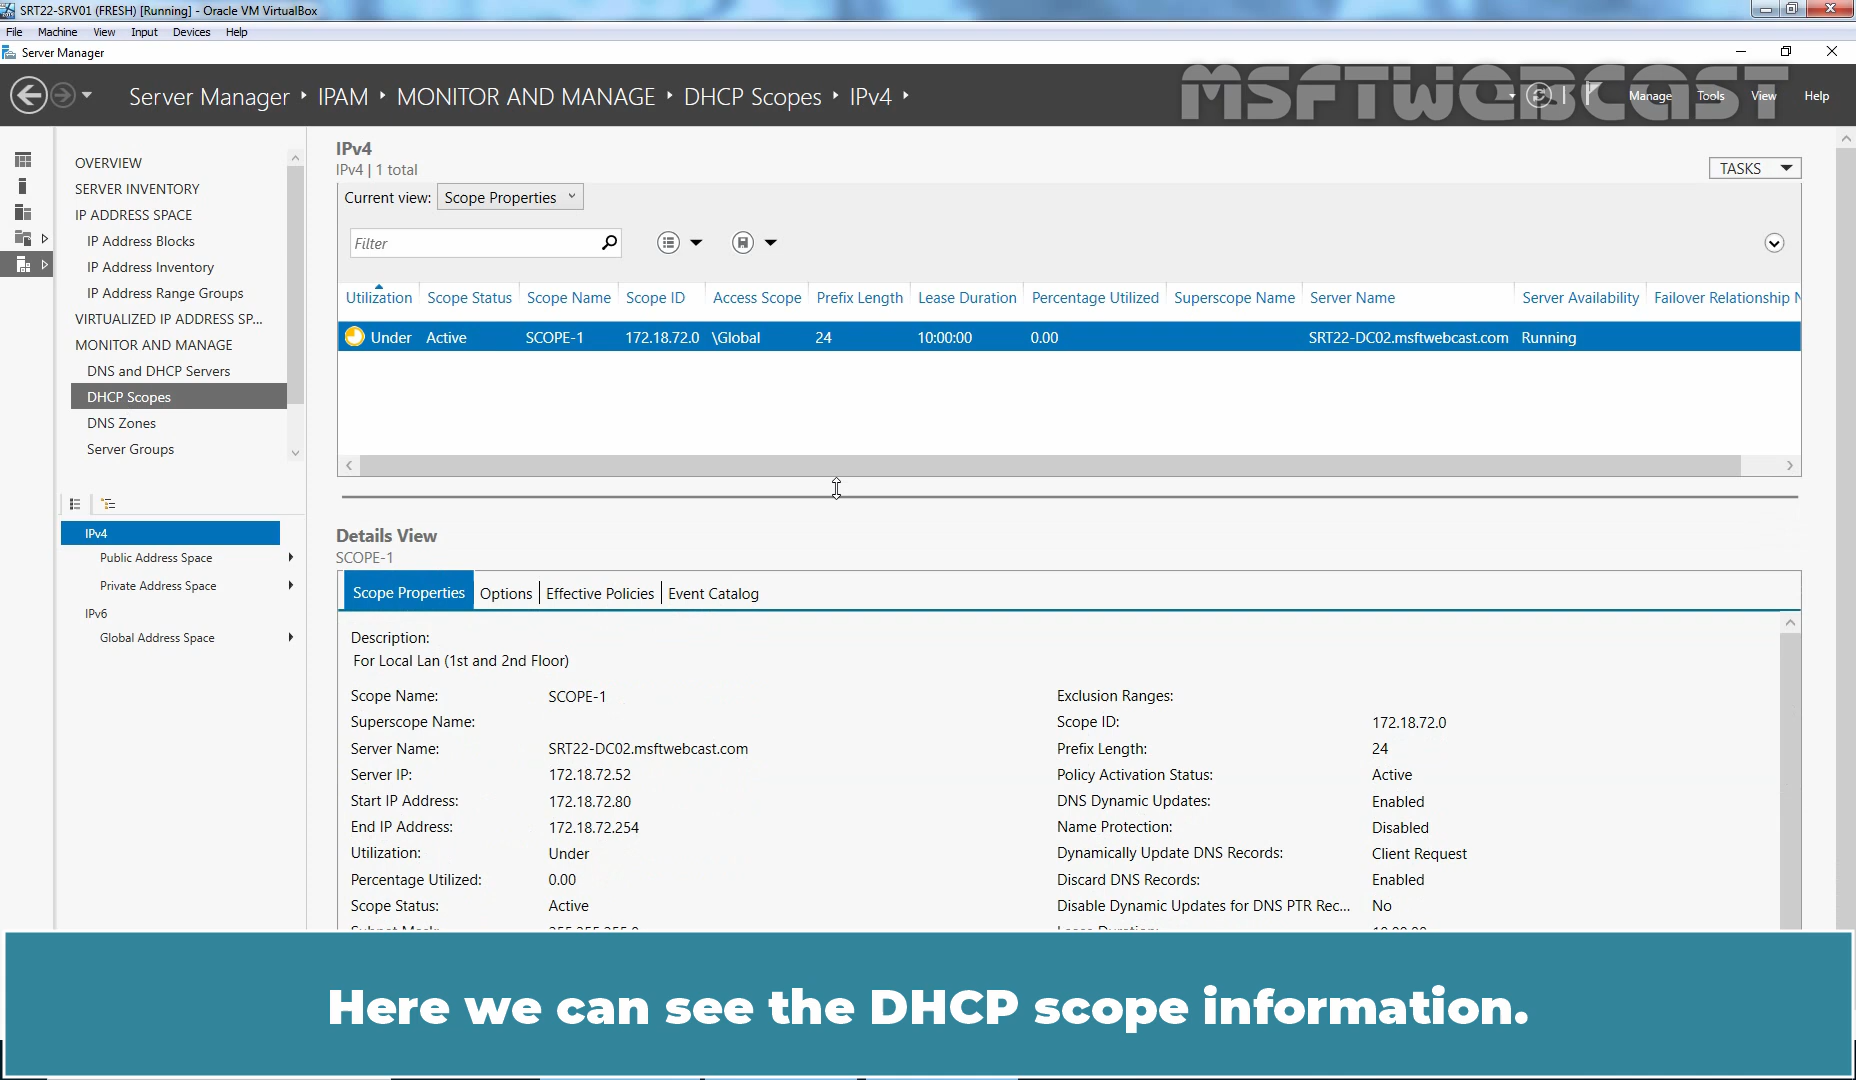 SRT22-SRV01 (FRESH) [Running] - Oracle VM VirtualBox
File Machine View Input Devices Help
Server Manager
Server Manager IPAM MONITOR AND MANAGE DHCP Scopes IPv4
MSFTWEBCAST
Manage Tools View Help
OVERVIEW
SERVER INVENTORY
IP ADDRESS SPACE
IP Address Blocks
IP Address Inventory
IP Address Range Groups
VIRTUALIZED IP ADDRESS SP...
MONITOR AND MANAGE
DNS and DHCP Servers
DHCP Scopes
DNS Zones
Server Groups
IPv4
Public Address Space
Private Address Space
IPv6
Global Address Space
IPv4
IPv4 | 1 total
TASKS
Current view: Scope Properties
Filter
Utilization Scope Status Scope Name Scope ID Access Scope Prefix Length Lease Duration Percentage Utilized Superscope Name Server Name Server Availability Failover Relationship
Under Active SCOPE-1 172.18.72.0 \Global 24 10:00:00 0.00 SRT22-DC02.msftwebcast.com Running
Details View
SCOPE-1
Scope Properties Options Effective Policies Event Catalog
Description:
For Local Lan (1st and 2nd Floor)
Scope Name: SCOPE-1
Superscope Name:
Server Name: SRT22-DC02.msftwebcast.com
Server IP: 172.18.72.52
Start IP Address: 172.18.72.80
End IP Address: 172.18.72.254
Utilization: Under
Percentage Utilized: 0.00
Scope Status: Active
Exclusion Ranges:
Scope ID: 172.18.72.0
Prefix Length: 24
Policy Activation Status: Active
DNS Dynamic Updates: Enabled
Name Protection: Disabled
Dynamically Update DNS Records: Client Request
Discard DNS Records: Enabled
Disable Dynamic Updates for DNS PTR Rec... No
Here we can see the DHCP scope information.